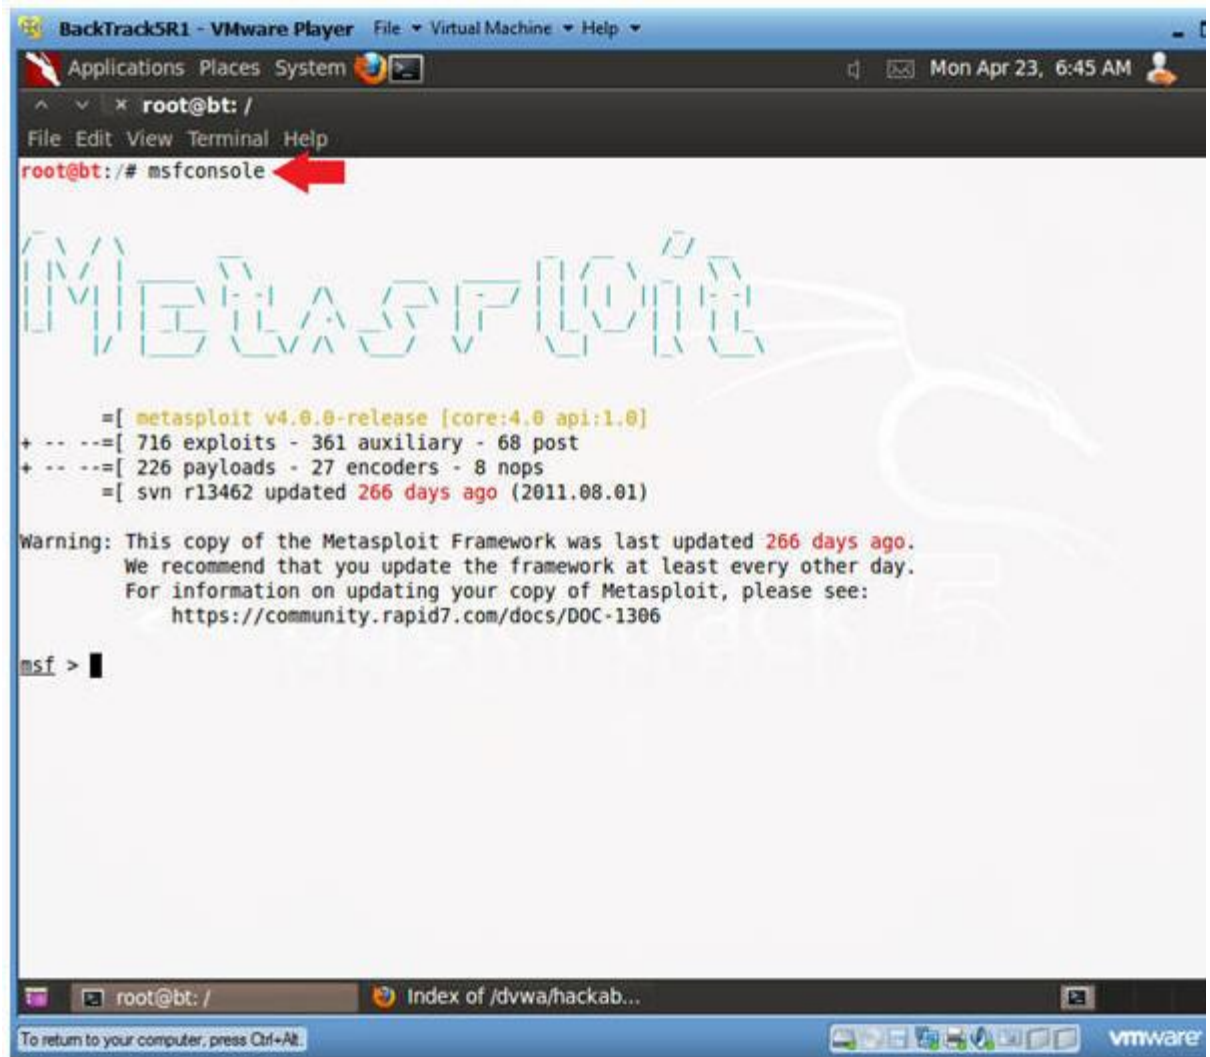 BackTrack5R1 - VMware Player File Virtual Machine Help
Applications Places System Mon Apr 23, 6:45 AM
root@bt: /
File Edit View Terminal Help
root@bt:/# msfconsole
Metasploit
=[ metasploit v4.0.0-release [core:4.0 api:1.0]
+ -- --=[ 716 exploits - 361 auxiliary - 68 post
+ -- --=[ 226 payloads - 27 encoders - 8 nops
=[ svn r13462 updated 266 days ago (2011.08.01)
Warning: This copy of the Metasploit Framework was last updated 266 days ago.
We recommend that you update the framework at least every other day.
For information on updating your copy of Metasploit, please see:
https://community.rapid7.com/docs/DOC-1306
msf >
root@bt: / Index of /dvwa/hackab...
To return to your computer, press Ctrl+Alt. vmware